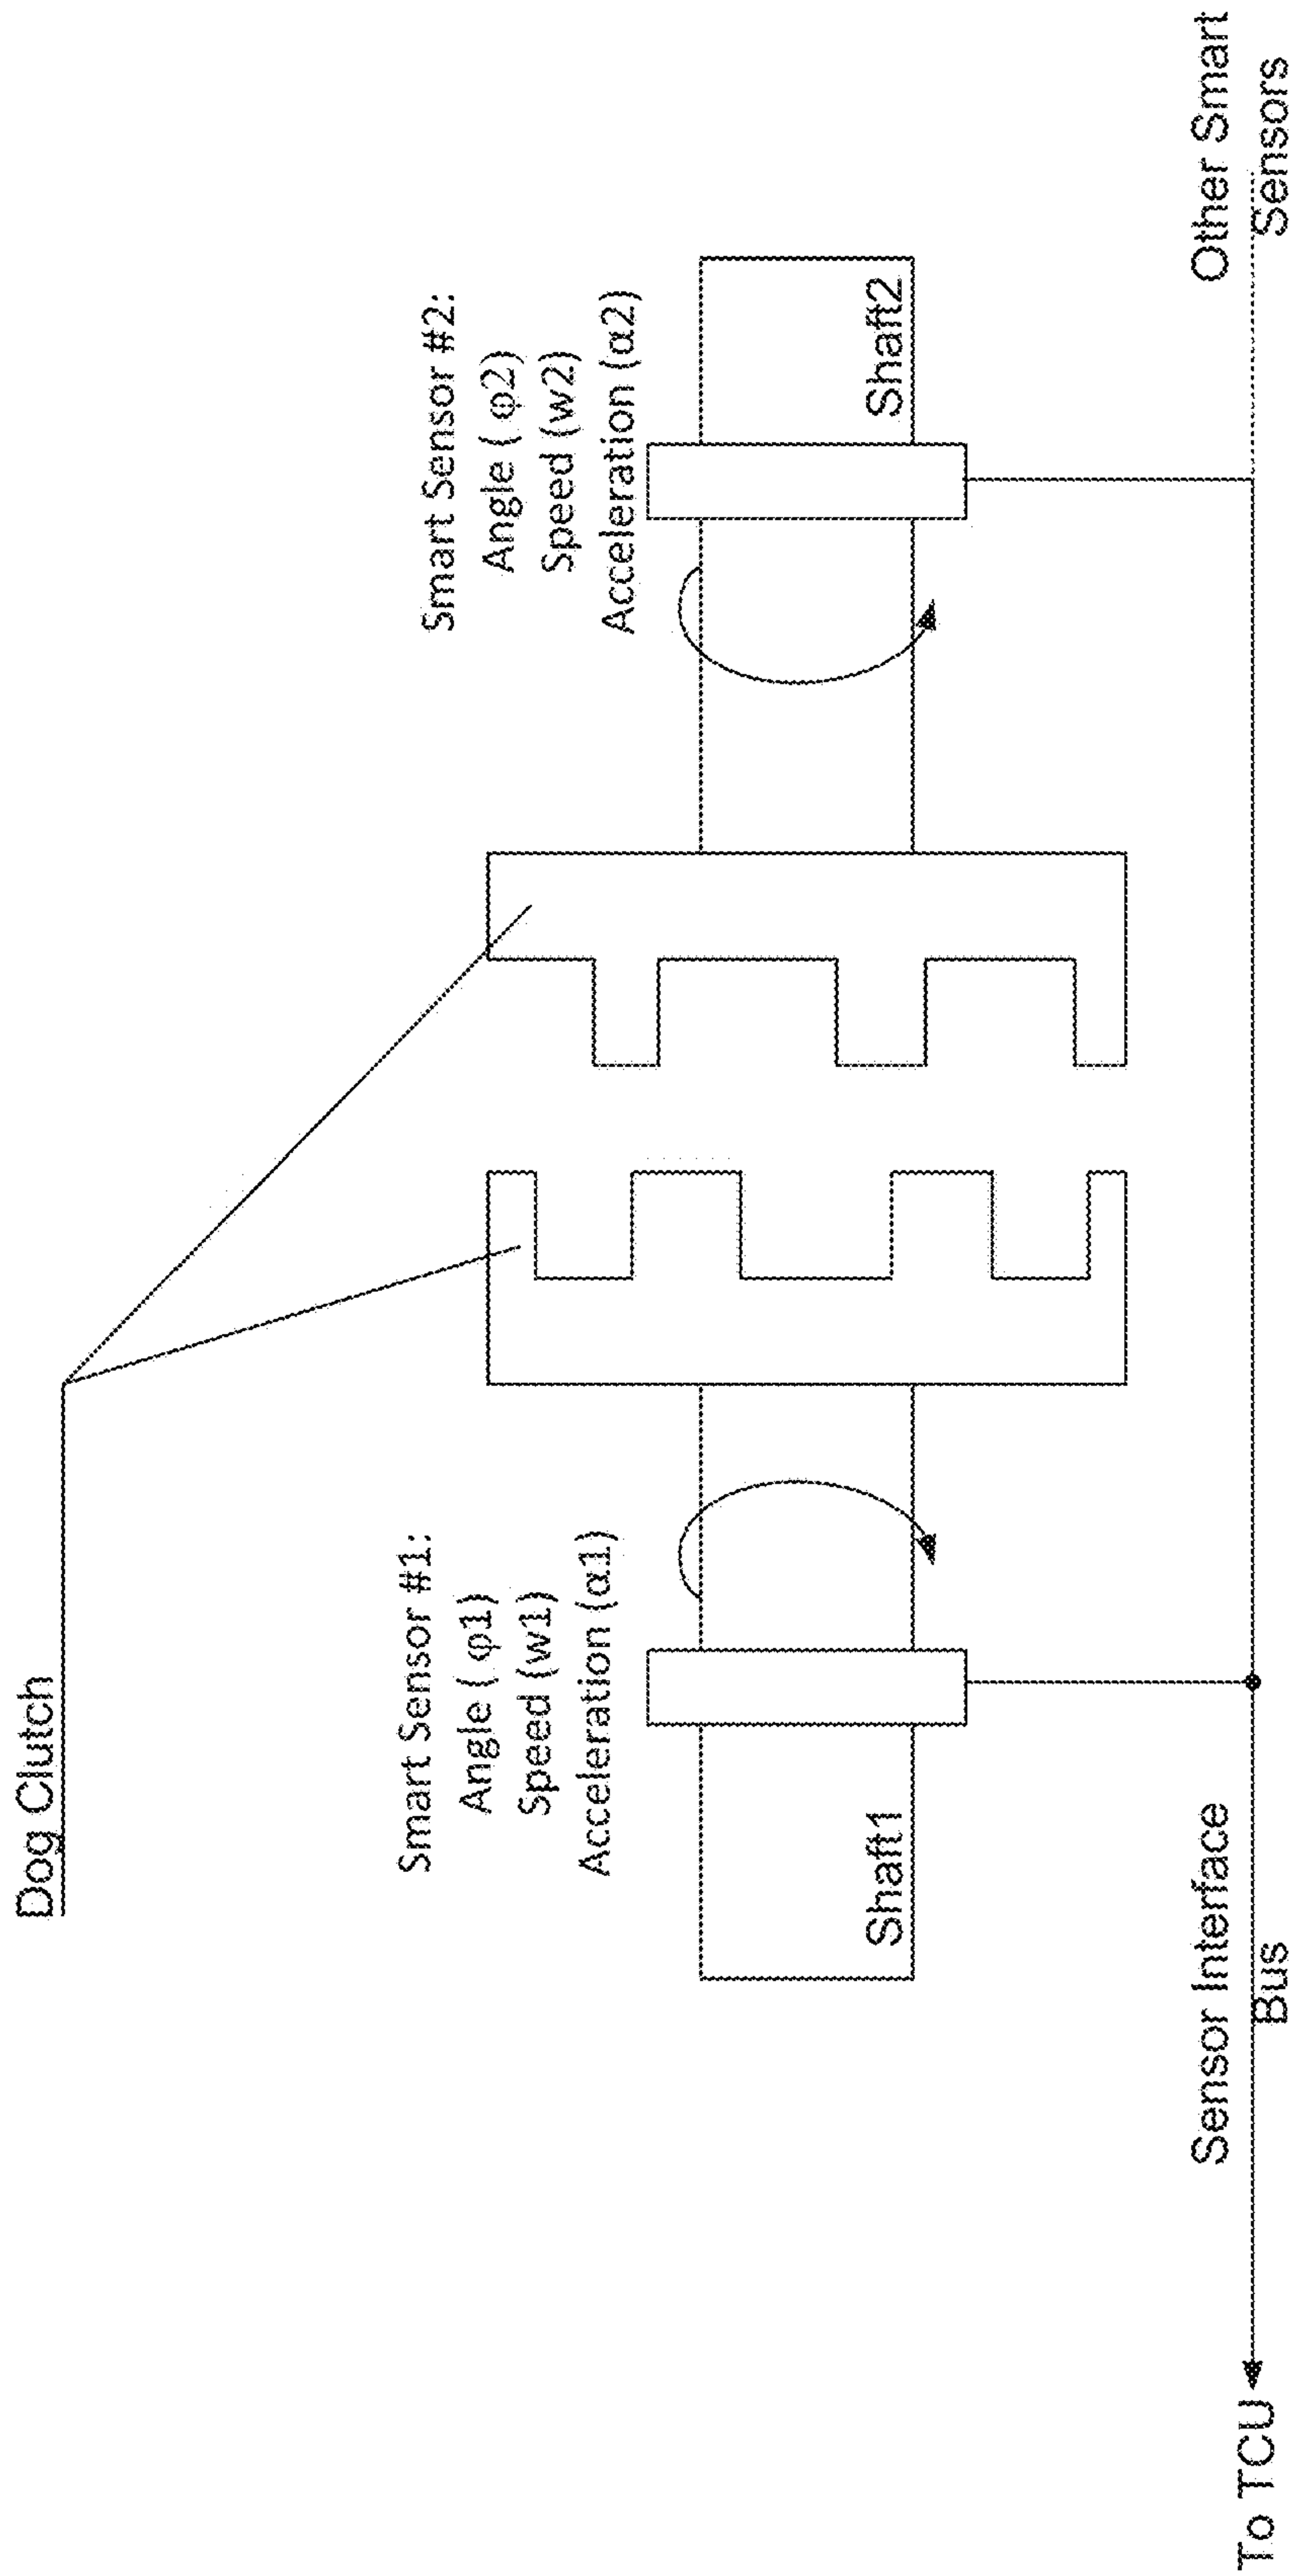 Dog Clutch
Smart Sensor #1:
Angle ( φ1)
Speed (w1)
Acceleration (α1)
Smart Sensor #2:
Angle ( φ2)
Speed (w2)
Acceleration (α2)
Shaft1
Shaft2
Sensor Interface
Bus
Other Smart
Sensors
To TCU